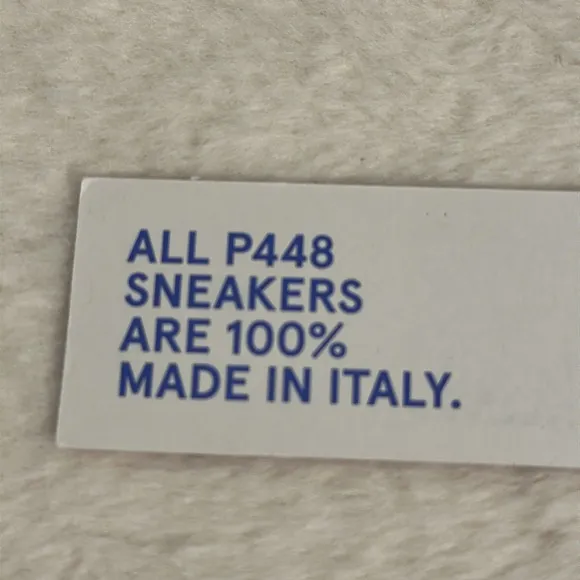 ALL P448
SNEAKERS
ARE 100%
MADE IN ITALY.